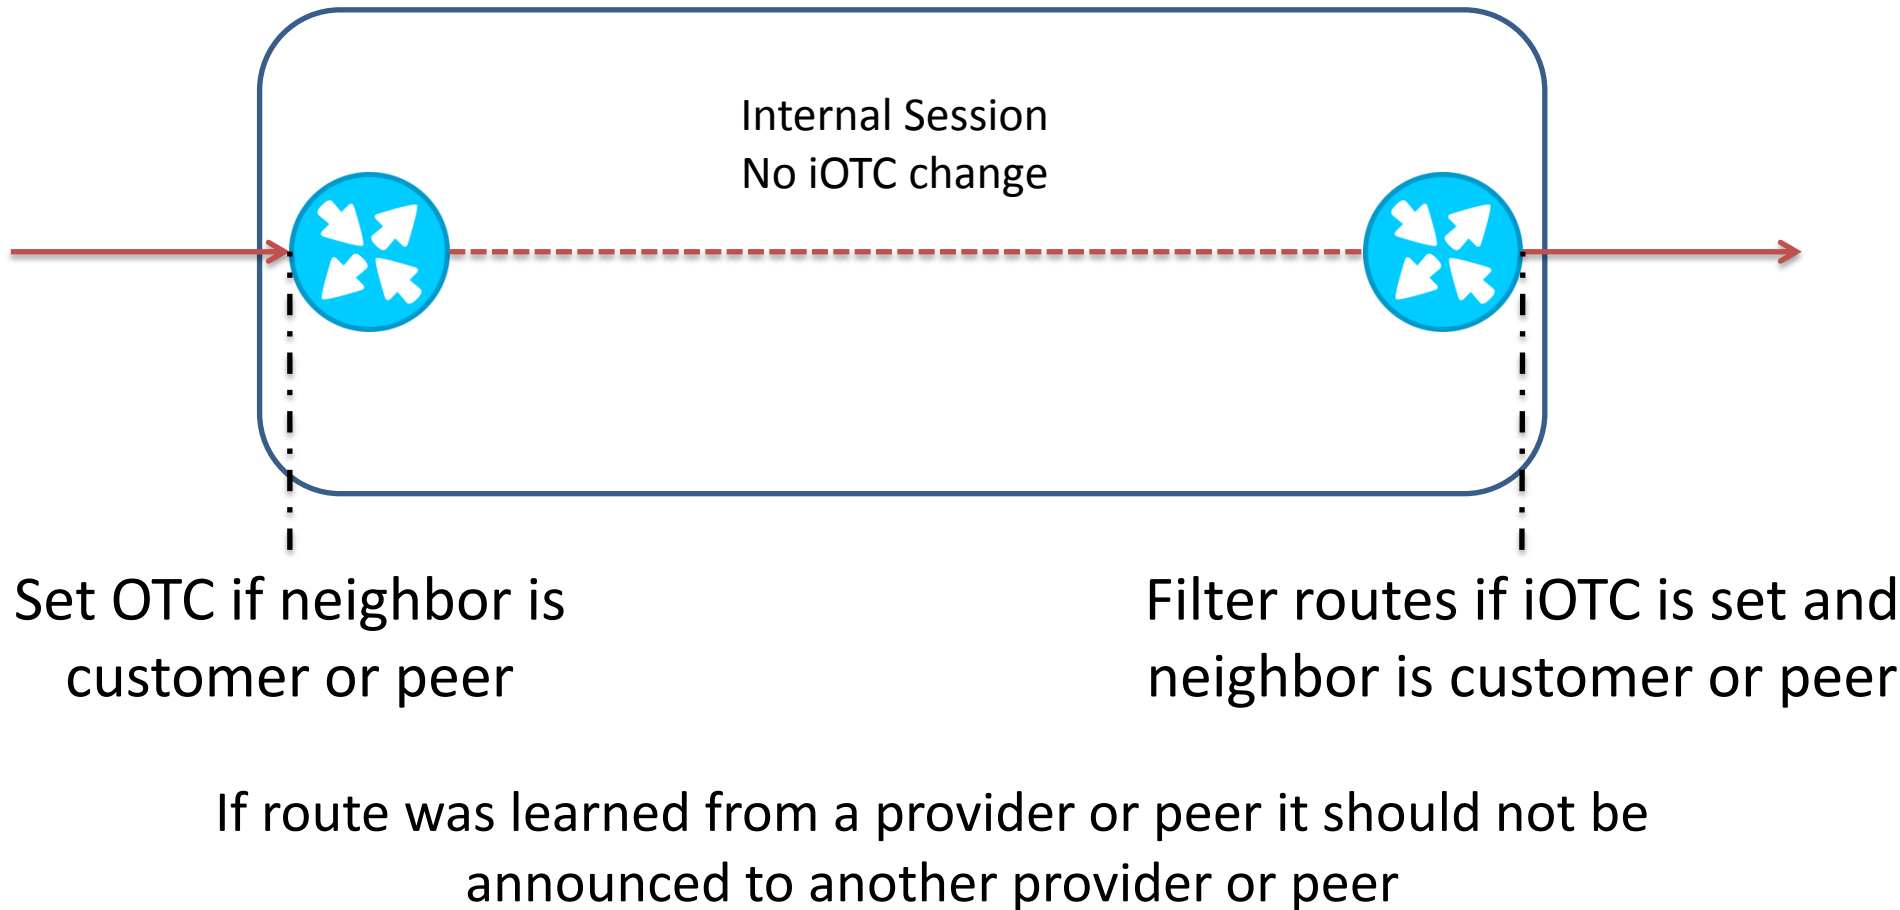 Internal Session
No iOTC change
Set OTC if neighbor is
customer or peer
Filter routes if iOTC is set and
neighbor is customer or peer
If route was learned from a provider or peer it should not be
announced to another provider or peer